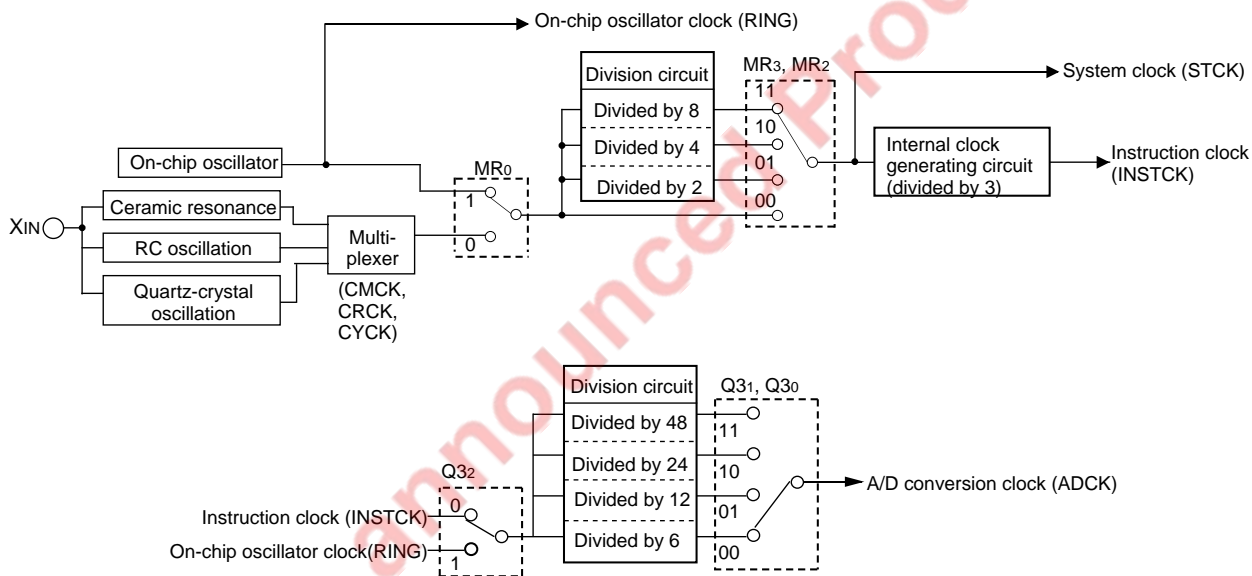 On-chip oscillator clock (RING)
Division circuit
MR3, MR2
System clock (STCK)
11
Divided by 8
10
Divided by 4
01
Divided by 2
00
Internal clock
generating circuit
(divided by 3)
Instruction clock
(INSTCK)
On-chip oscillator
MR0
1
0
XIN
Ceramic resonance
RC oscillation
Quartz-crystal
oscillation
Multi-
plexer
(CMCK,
CRCK,
CYCK)
Division circuit
Q31, Q30
Divided by 48
11
Divided by 24
10
Divided by 12
01
Divided by 6
00
Q32
Instruction clock (INSTCK)
0
On-chip oscillator clock(RING)
1
A/D conversion clock (ADCK)
announced